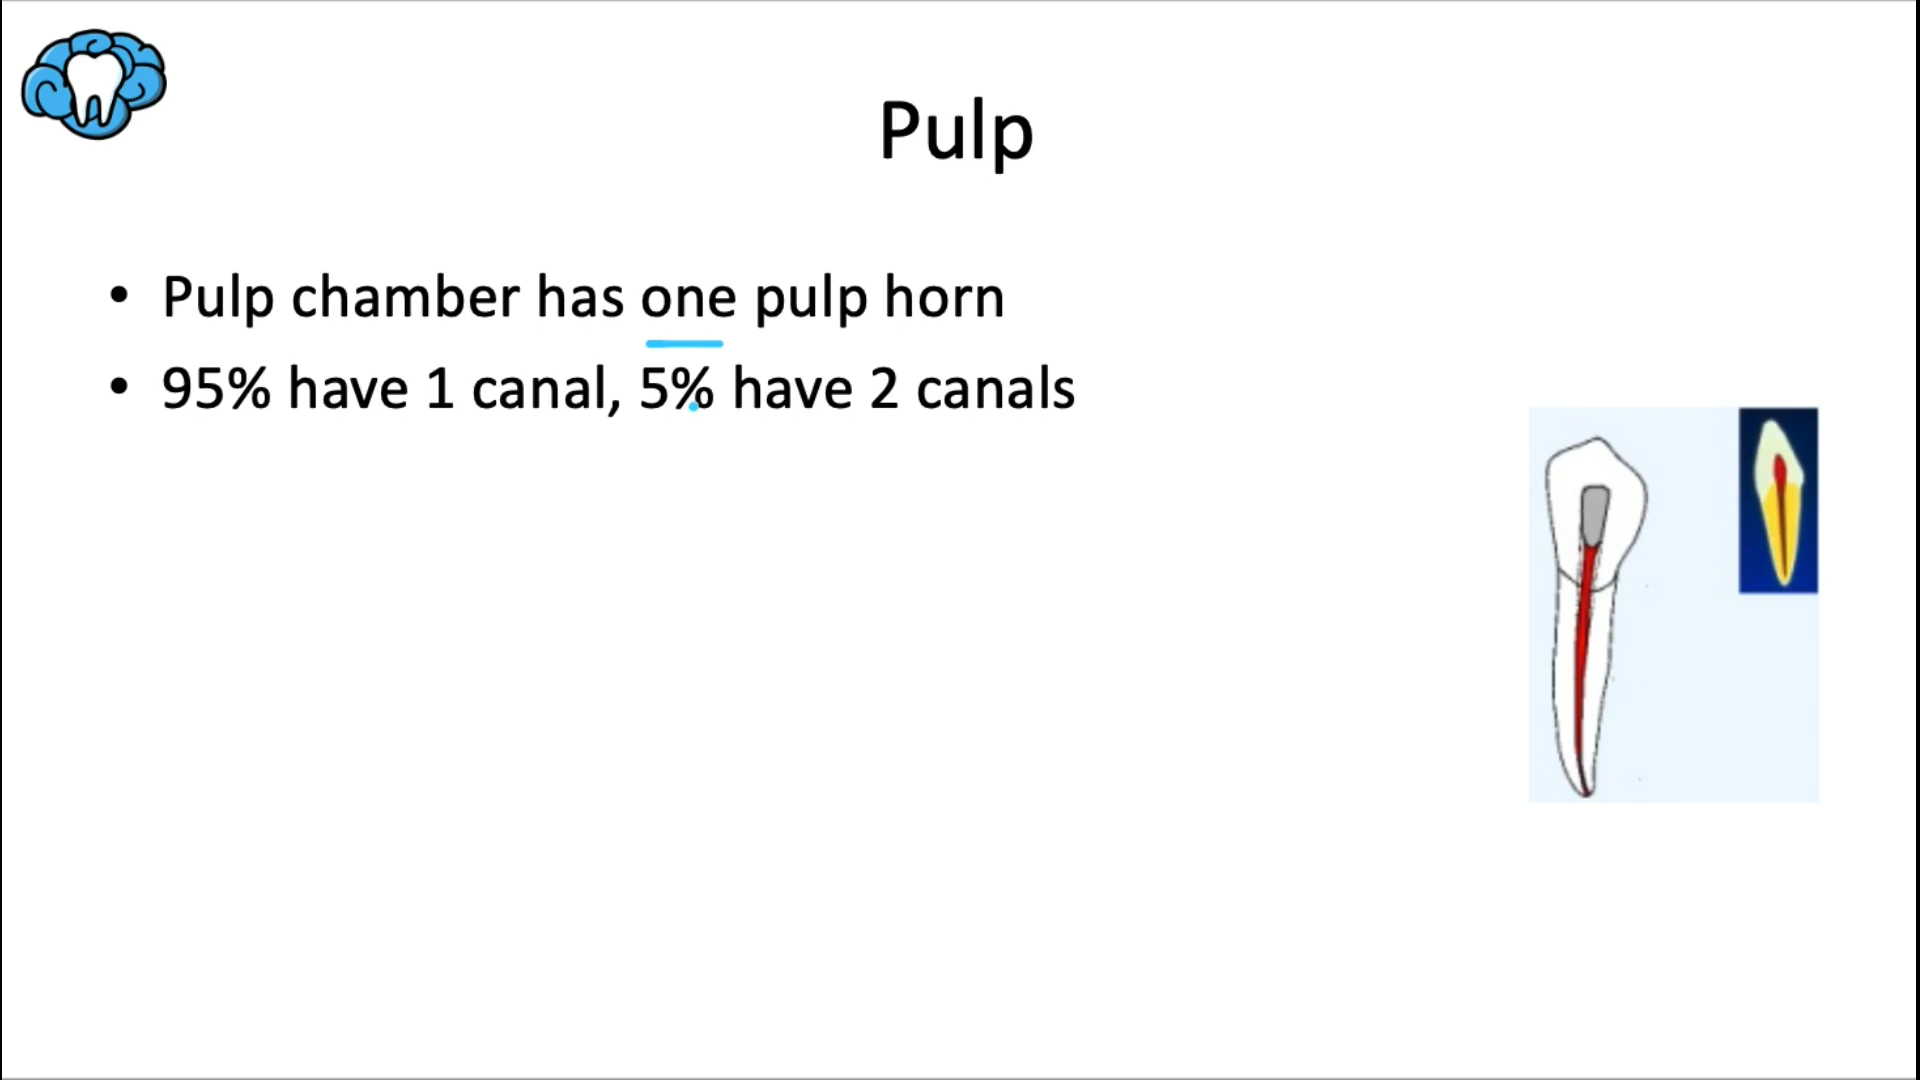 Pulp
• Pulp chamber has one pulp horn
• 95% have 1 canal, 5% have 2 canals